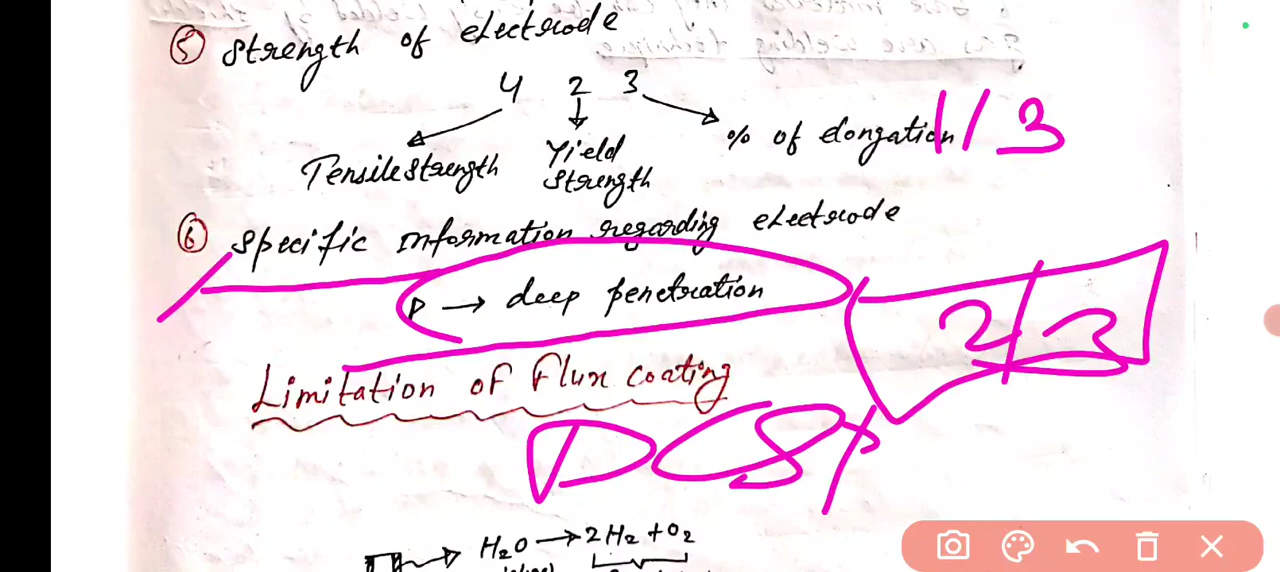 ⑤ Strength of electrode
4 2 3
Tensile strength
Yield strength
% of elongation
1/3
⑥ Specific information regarding electrode
P → deep penetration
2/3
Limitation of Flux coating
DCSP
H2O → 2H2 + O2